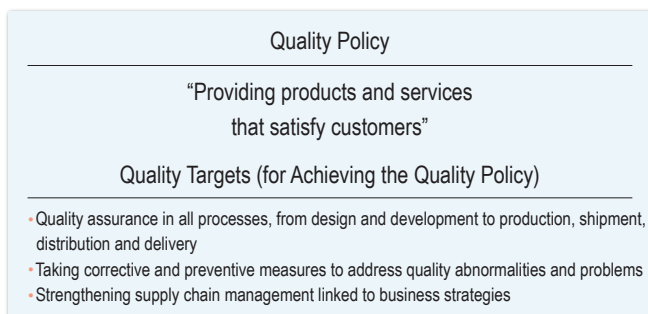 Quality Policy
“Providing products and services
that satisfy customers”
Quality Targets (for Achieving the Quality Policy)
•Quality assurance in all processes, from design and development to production, shipment,
distribution and delivery
•Taking corrective and preventive measures to address quality abnormalities and problems
•Strengthening supply chain management linked to business strategies